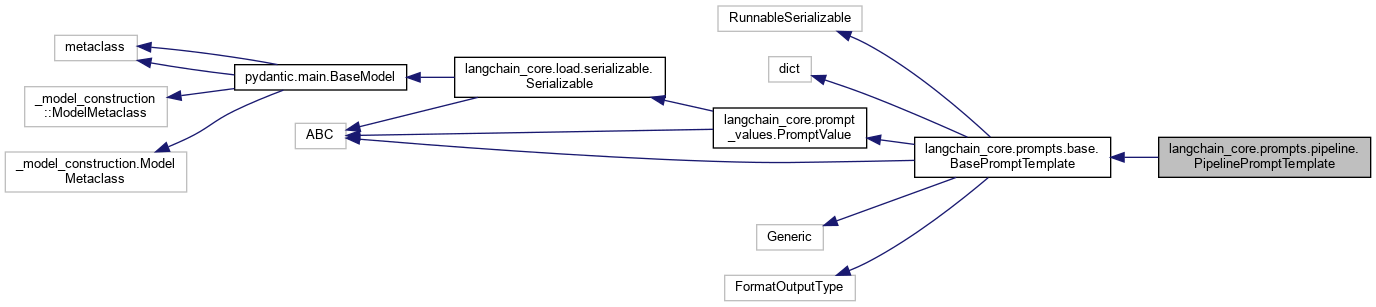 RunnableSerializable
metaclass
pydantic.main.BaseModel
langchain_core.load.serializable.
Serializable
dict
_model_construction
::ModelMetaclass
ABC
langchain_core.prompt
_values.PromptValue
langchain_core.prompts.base.
BasePromptTemplate
langchain_core.prompts.pipeline.
PipelinePromptTemplate
_model_construction.Model
Metaclass
Generic
FormatOutputType